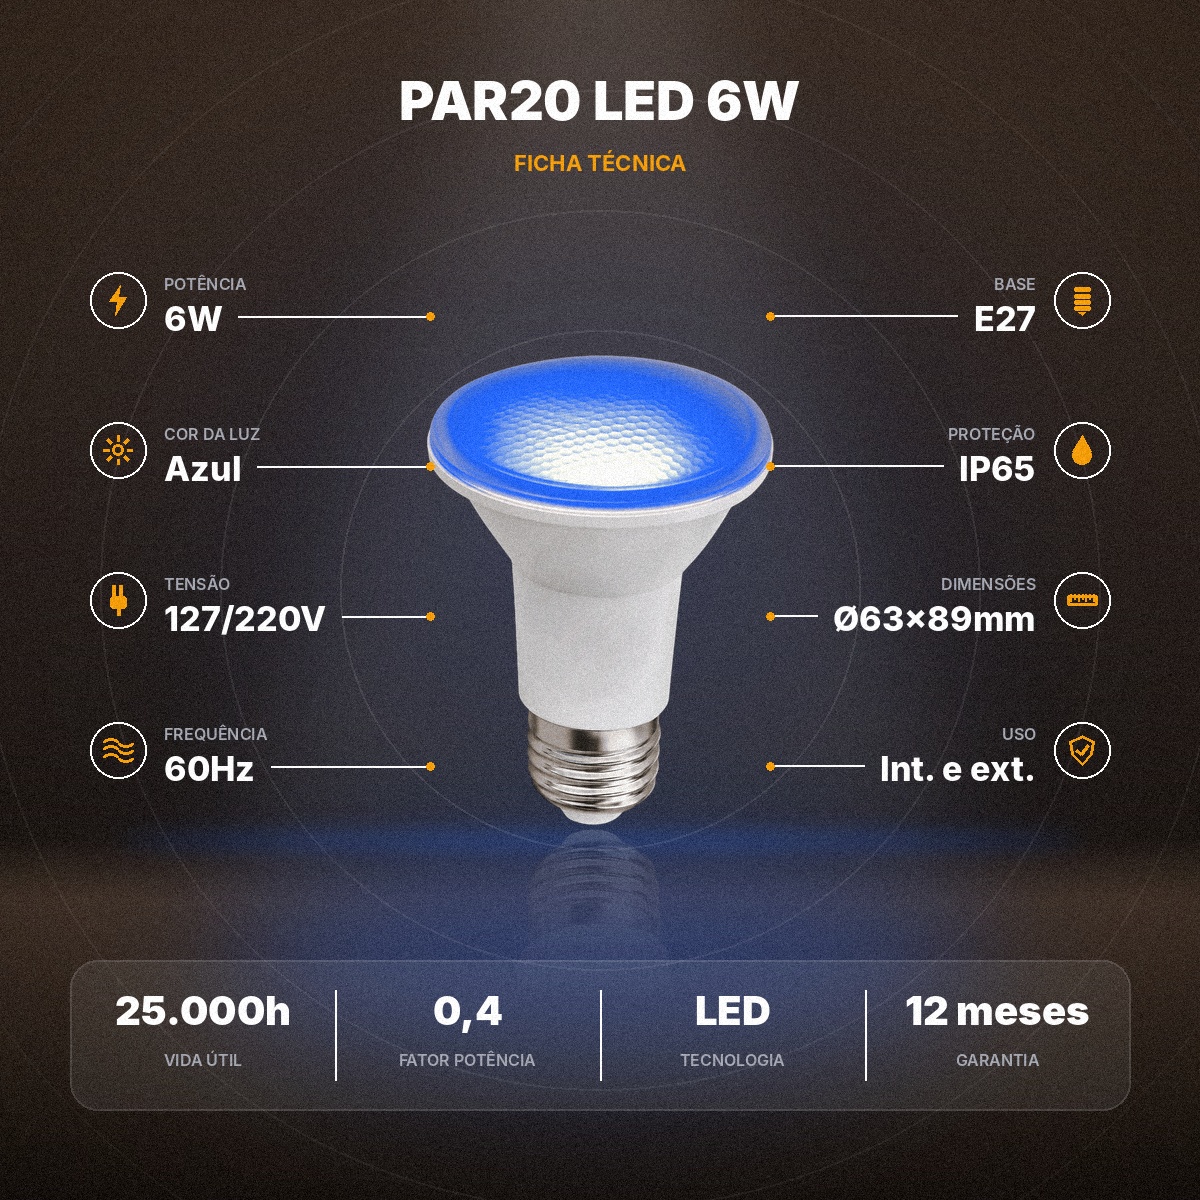 PAR20 LED 6W
FICHA TÉCNICA
POTÊNCIA
6W
COR DA LUZ
Azul
TENSÃO
127/220V
FREQUÊNCIA
60Hz
BASE
E27
PROTEÇÃO
IP65
DIMENSÕES
Ø63×89mm
USO
Int. e ext.
25.000h
VIDA ÚTIL
0,4
FATOR POTÊNCIA
LED
TECNOLOGIA
12 meses
GARANTIA